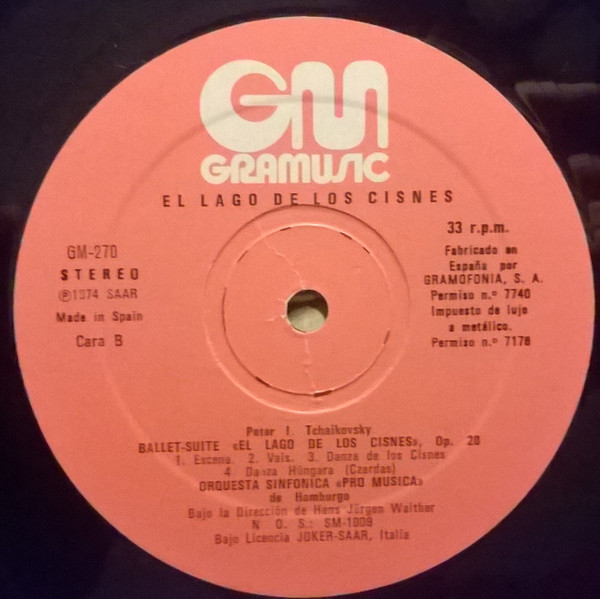 GM
GRAMUSIC
EL LAGO DE LOS CISNES
GM-270
STEREO
Ⓟ1974 SAAR
Made in Spain
Cara B
33 r.p.m.
Fabricado en
España por
GRAMOFONIA, S. A.
Permiso n.º 7740
Impuesto de lujo
a metálico.
Permiso n.º 7178
Peter I. Tchaikovsky
BALLET-SUITE «EL LAGO DE LOS CISNES», Op. 20
1. Escena. 2. Vals. 3. Danza de los Cisnes
4. Danza Húngara (Czardas)
ORQUESTA SINFONICA «PRO MUSICA»
de Hamburgo
Bajo la Dirección de Hans Jürgen Walther
N O. S.: SM-1009
Bajo Licencia JOKER-SAAR, Italia